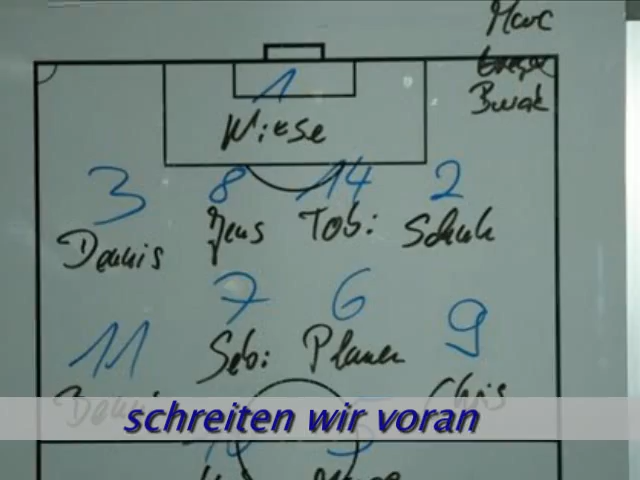 Marc
Burak
1
Wiese
3 8 14 2
Dennis Jens Tobi Schuh
7 6
11 9
Sebi
Chris
schreiten wir voran